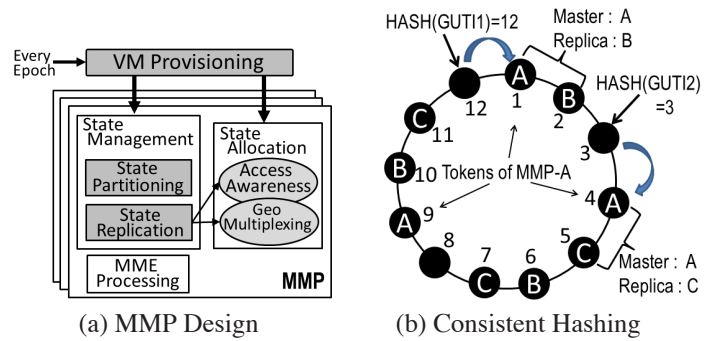 Every
Epoch
VM Provisioning
State
Management
State
Partitioning
State
Replication
MME
Processing
State
Allocation
Access
Awareness
Geo
Multiplexing
MMP
(a) MMP Design
HASH(GUTI1)=12
Master : A
Replica : B
HASH(GUTI2)
=3
A
1
B
2
3
A
4
C
5
B
6
C
7
8
A
9
B
10
C
11
12
Tokens of MMP-A
Master : A
Replica : C
(b) Consistent Hashing